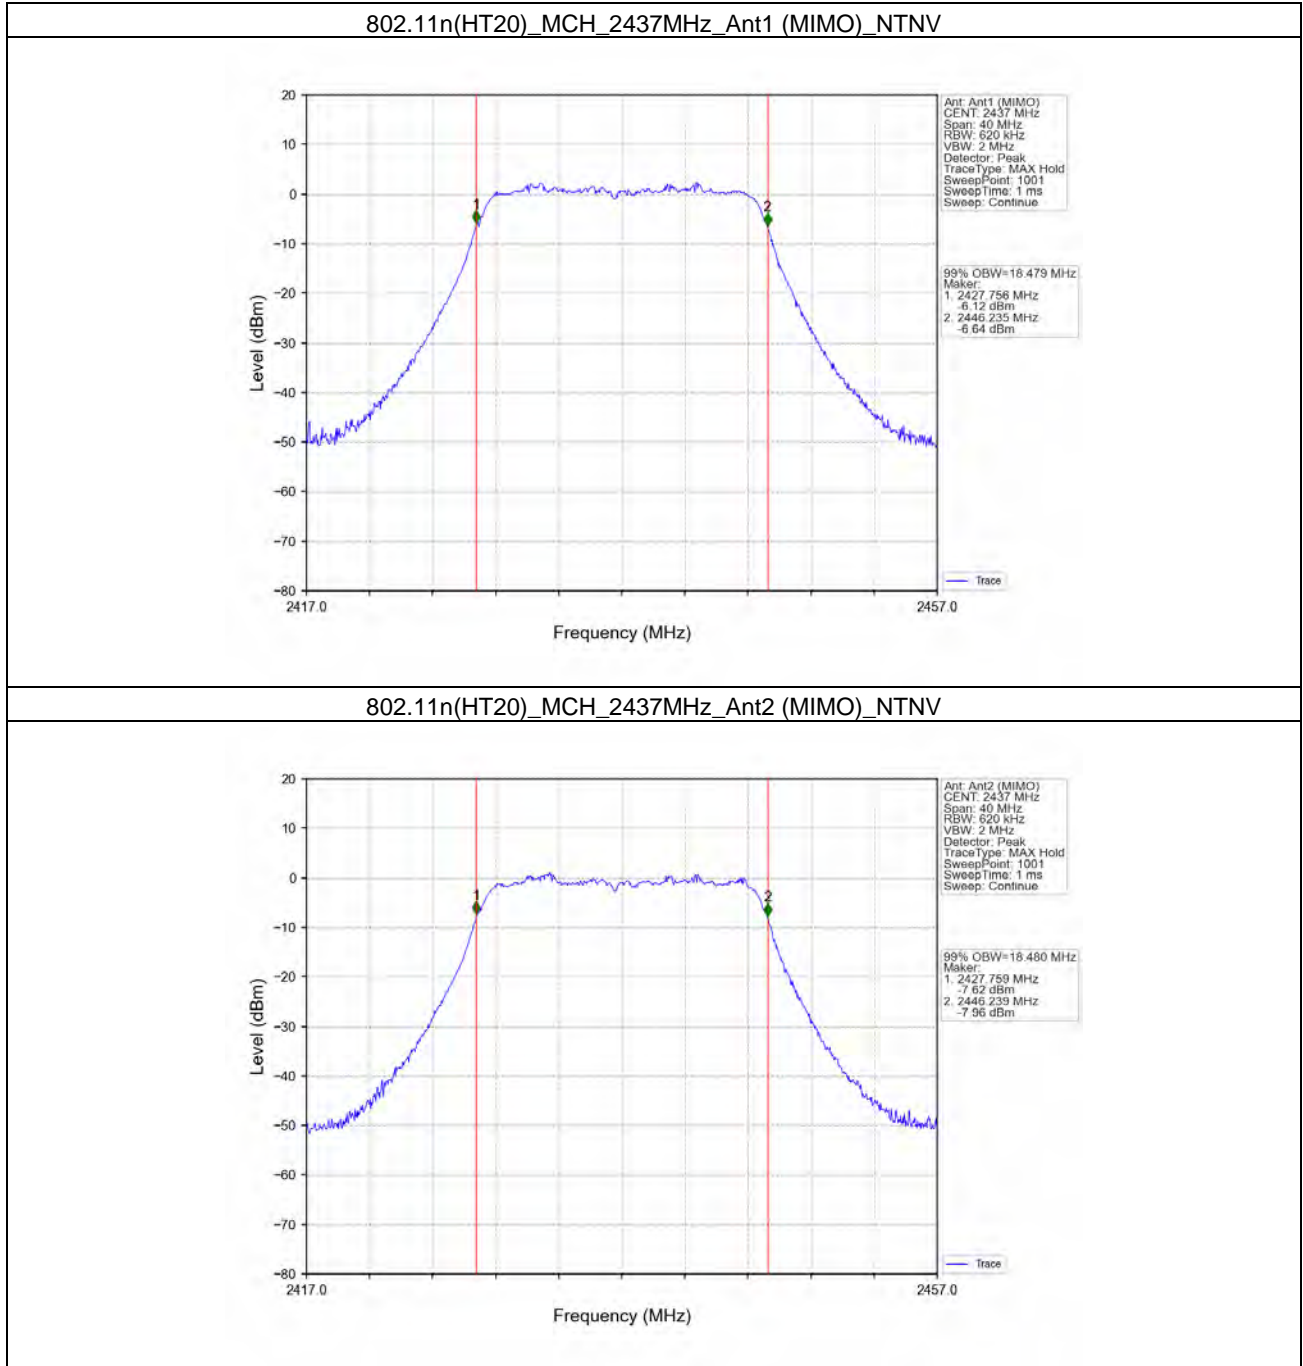 802.11n(HT20)_MCH_2437MHz_Ant1 (MIMO)_NTNV
20
10
0
−10
−20
−30
−40
−50
−60
−70
−80
Level (dBm)
1
2
2417.0
2457.0
Frequency (MHz)
Ant: Ant1 (MIMO)
CENT: 2437 MHz
Span: 40 MHz
RBW: 620 kHz
VBW: 2 MHz
Detector: Peak
TraceType: MAX Hold
SweepPoint: 1001
SweepTime: 1 ms
Sweep: Continue
99% OBW=18.479 MHz
Maker:
1. 2427.756 MHz
-6.12 dBm
2. 2446.235 MHz
-6.64 dBm
Trace
802.11n(HT20)_MCH_2437MHz_Ant2 (MIMO)_NTNV
20
10
0
−10
−20
−30
−40
−50
−60
−70
−80
Level (dBm)
1
2
2417.0
2457.0
Frequency (MHz)
Ant: Ant2 (MIMO)
CENT: 2437 MHz
Span: 40 MHz
RBW: 620 kHz
VBW: 2 MHz
Detector: Peak
TraceType: MAX Hold
SweepPoint: 1001
SweepTime: 1 ms
Sweep: Continue
99% OBW=18.480 MHz
Maker:
1. 2427.759 MHz
-7.62 dBm
2. 2446.239 MHz
-7.96 dBm
Trace